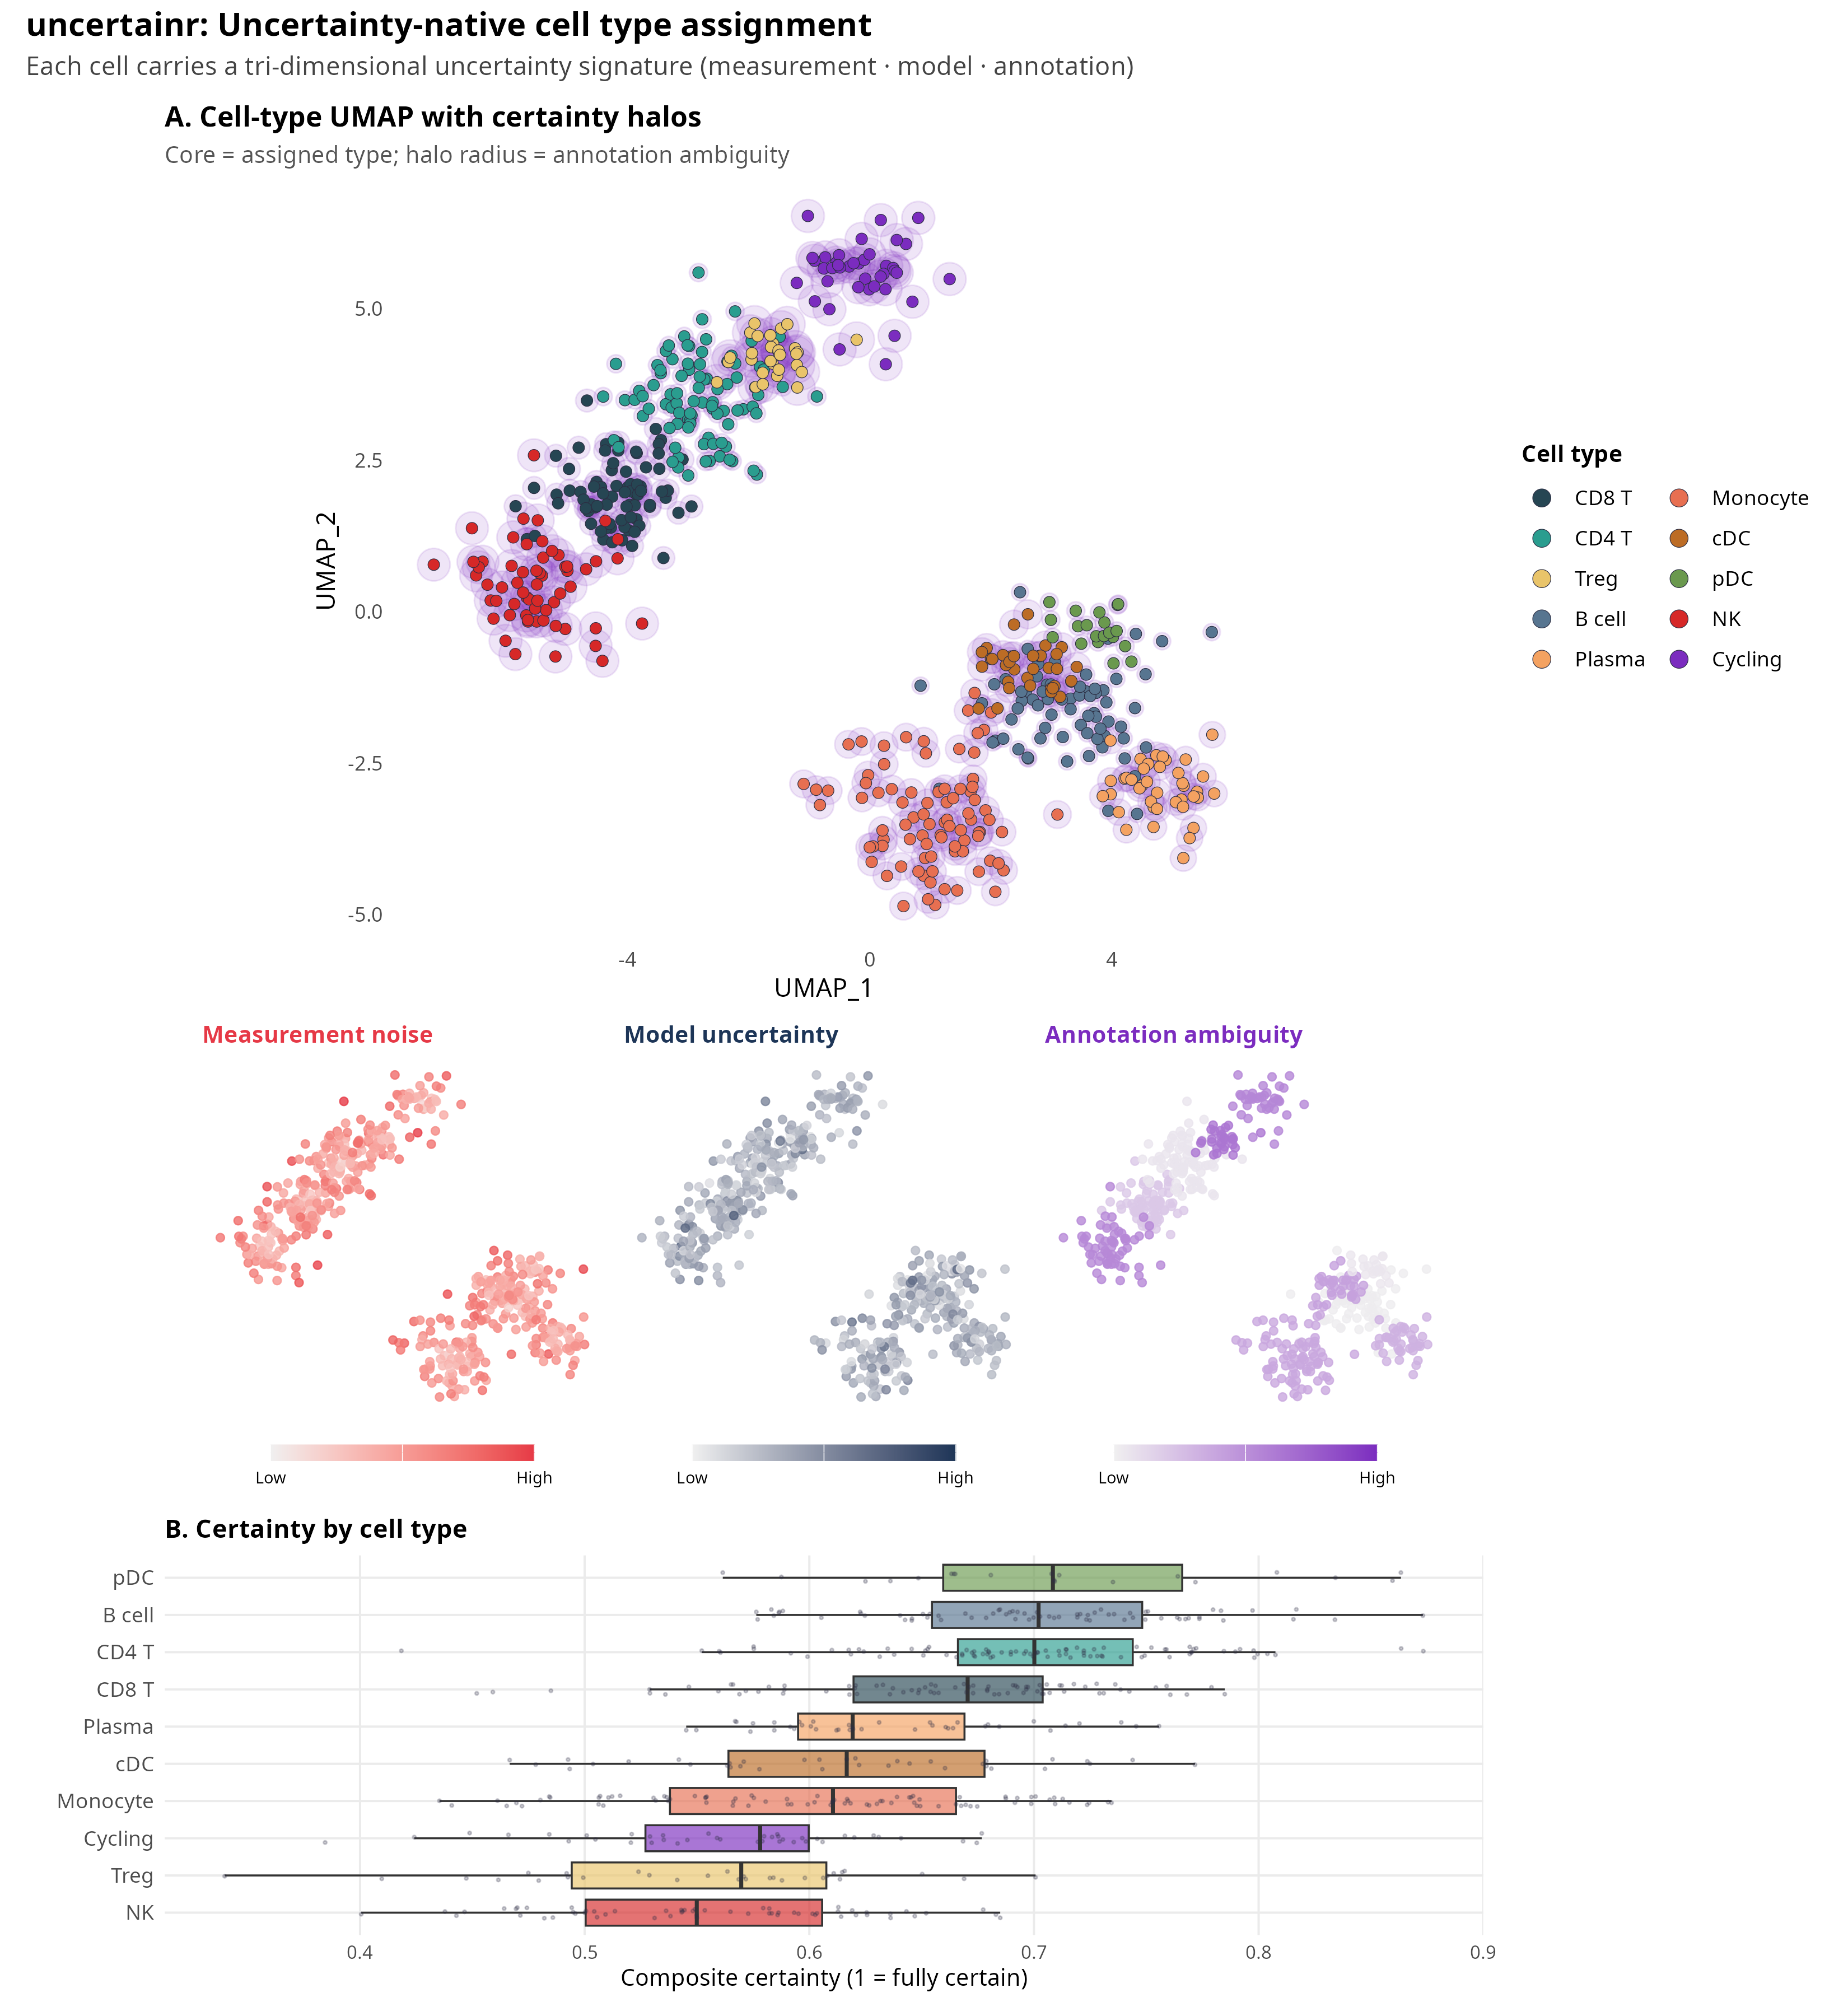 uncertainr: Uncertainty-native cell type assignment
Each cell carries a tri-dimensional uncertainty signature (measurement · model · annotation)
A. Cell-type UMAP with certainty halos
Core = assigned type; halo radius = annotation ambiguity
5.0
2.5
0.0
-2.5
-5.0
UMAP_2
-4 0 4
UMAP_1
Cell type
CD8 T Monocyte
CD4 T cDC
Treg pDC
B cell NK
Plasma Cycling
Measurement noise Model uncertainty Annotation ambiguity
Low High Low High Low High
B. Certainty by cell type
pDC
B cell
CD4 T
CD8 T
Plasma
cDC
Monocyte
Cycling
Treg
NK
0.4 0.5 0.6 0.7 0.8 0.9
Composite certainty (1 = fully certain)